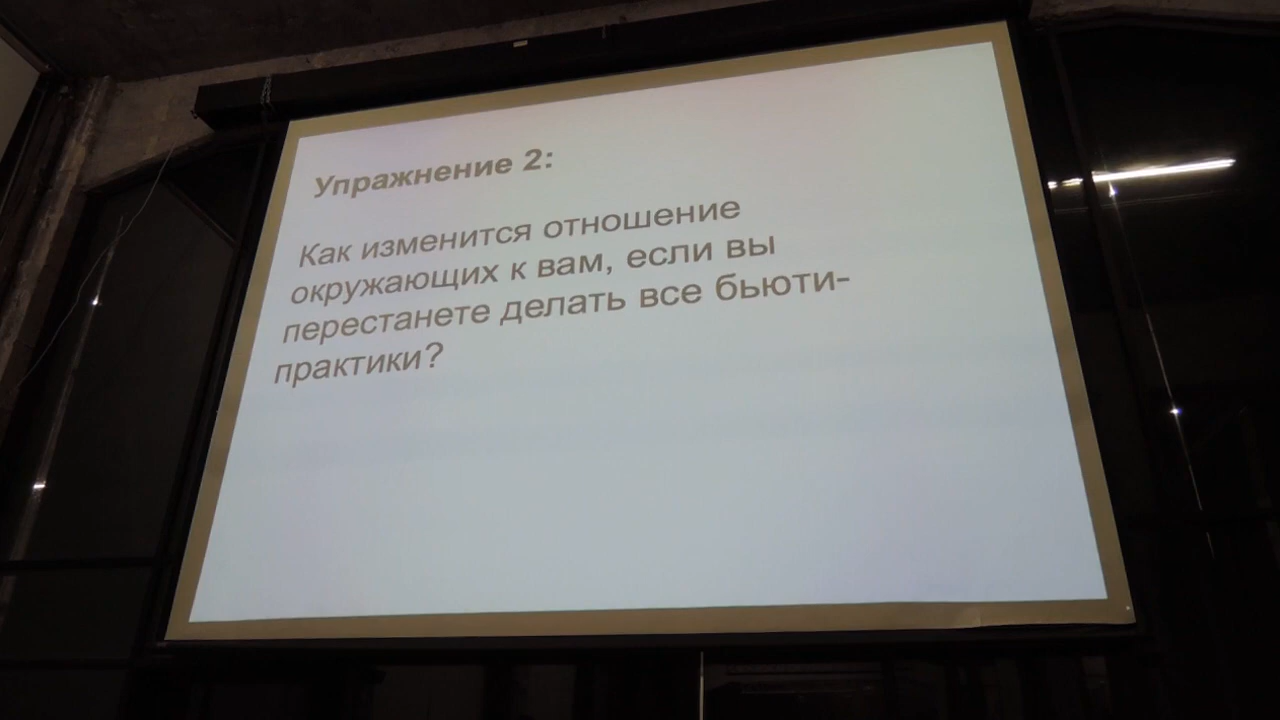 Упражнение 2:
Как изменится отношение
окружающих к вам, если вы
перестанете делать все бьюти-
практики?